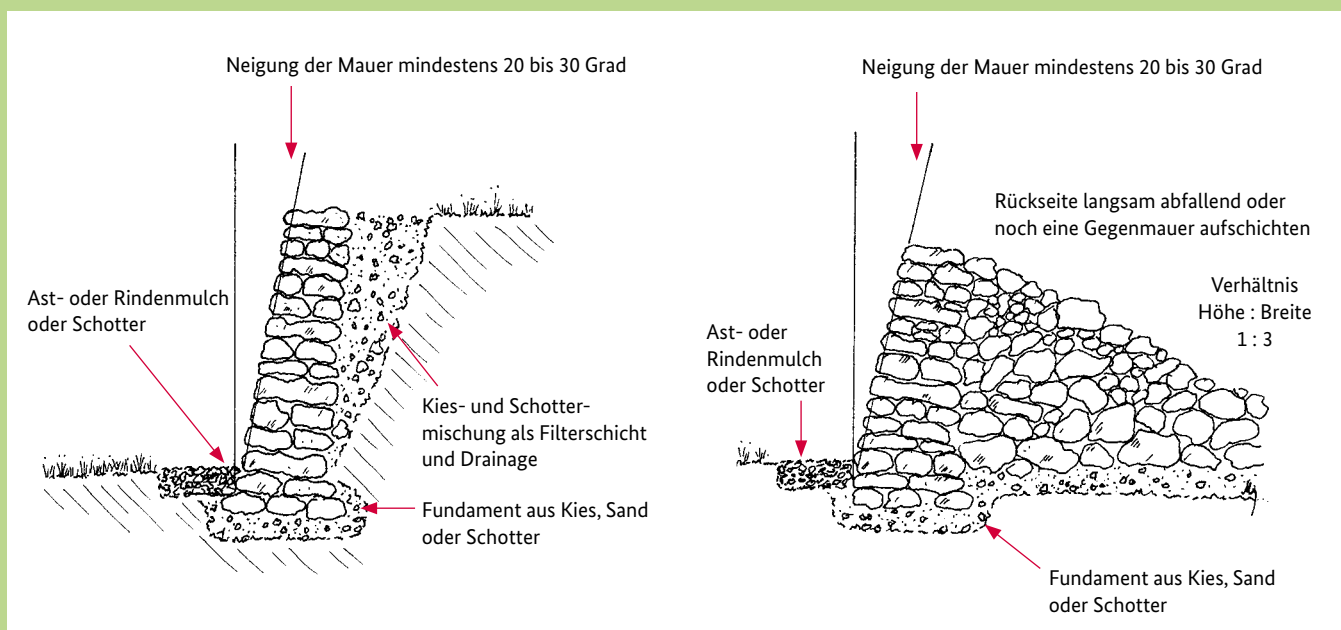 Neigung der Mauer mindestens 20 bis 30 Grad
Ast- oder Rindenmulch
oder Schotter
Kies- und Schotter-
mischung als Filterschicht
und Drainage
Fundament aus Kies, Sand
oder Schotter
Neigung der Mauer mindestens 20 bis 30 Grad
Rückseite langsam abfallend oder
noch eine Gegenmauer aufschichten
Verhältnis
Höhe : Breite
1 : 3
Ast- oder
Rindenmulch
oder Schotter
Fundament aus Kies, Sand
oder Schotter